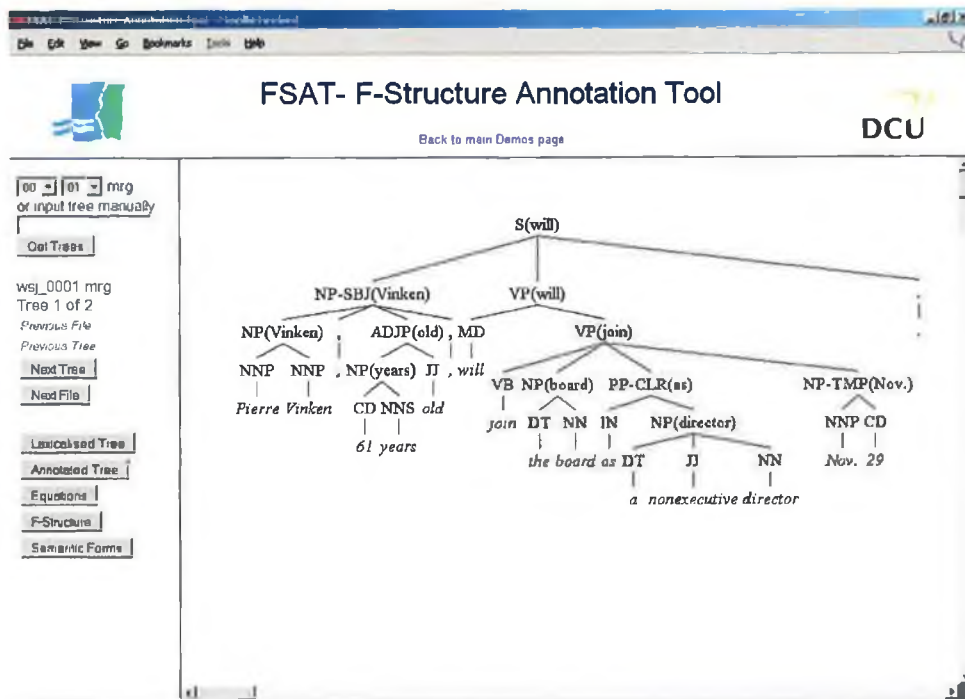 File Edit View Go Bookmarks Tools Help
FSAT- F-Structure Annotation Tool
Back to main Demos page
DCU
00 01 mrg
or input tree manually
Get Trees
wsj_0001 mrg
Tree 1 of 2
Previous File
Previous Tree
Next Tree
Next File
Lexicalised Tree
Annotated Tree
Equations
F-Structure
Semantic Forms
S(will)
NP-SBJ(Vinken) VP(will) .
NP(Vinken) , ADJP(old) , MD VP(join) .
NNP NNP , NP(years) JJ , will VB NP(board) PP-CLR(as) NP-TMP(Nov.)
Pierre Vinken CD NNS old join DT NN IN NP(director) NNP CD
61 years the board as DT JJ NN Nov. 29
a nonexecutive director